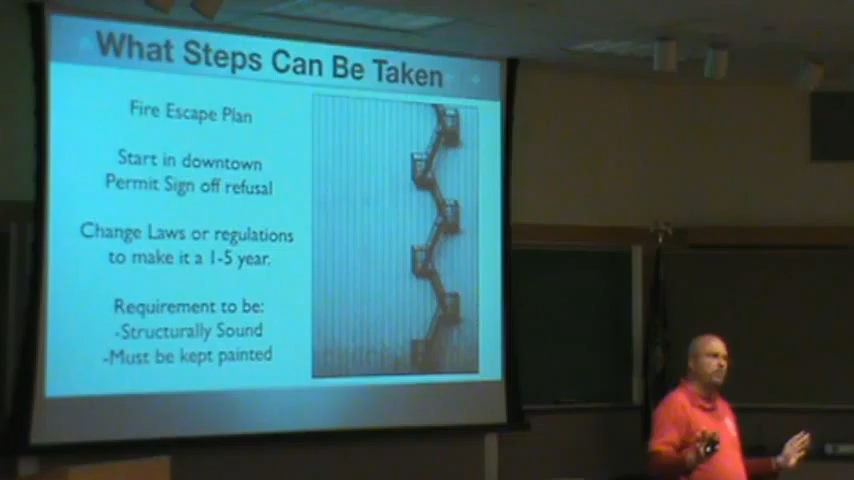 What Steps Can Be Taken
Fire Escape Plan
Start in downtown
Permit Sign off refusal
Change Laws or regulations
to make it a 1-5 year.
Requirement to be:
-Structurally Sound
-Must be kept painted